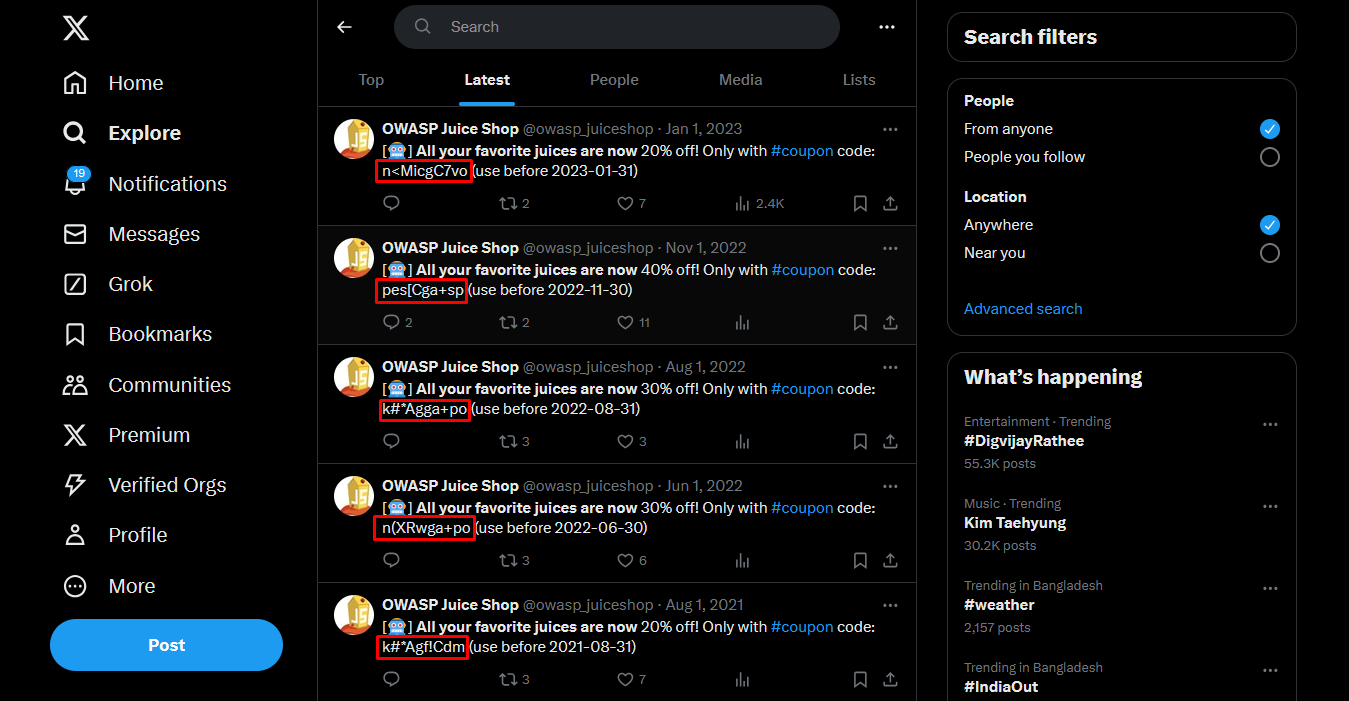 Home
Explore
19
Notifications
Messages
Grok
Bookmarks
Communities
Premium
Verified Orgs
Profile
More
Post
Search
Top
Latest
People
Media
Lists
OWASP Juice Shop @owasp_juiceshop · Jan 1, 2023
[🤖] All your favorite juices are now 20% off! Only with #coupon code:
n<MicgC7vo (use before 2023-01-31)
2
7
2.4K
OWASP Juice Shop @owasp_juiceshop · Nov 1, 2022
[🤖] All your favorite juices are now 40% off! Only with #coupon code:
pes[Cga+sp (use before 2022-11-30)
2
2
11
OWASP Juice Shop @owasp_juiceshop · Aug 1, 2022
[🤖] All your favorite juices are now 30% off! Only with #coupon code:
k#*Agga+po (use before 2022-08-31)
3
3
OWASP Juice Shop @owasp_juiceshop · Jun 1, 2022
[🤖] All your favorite juices are now 30% off! Only with #coupon code:
n(XRwga+po (use before 2022-06-30)
3
6
OWASP Juice Shop @owasp_juiceshop · Aug 1, 2021
[🤖] All your favorite juices are now 20% off! Only with #coupon code:
k#*Agf!Cdm (use before 2021-08-31)
3
7
Search filters
People
From anyone
People you follow
Location
Anywhere
Near you
Advanced search
What's happening
Entertainment · Trending
#DigvijayRathee
55.3K posts
Music · Trending
Kim Taehyung
30.2K posts
Trending in Bangladesh
#weather
2,157 posts
Trending in Bangladesh
#IndiaOut